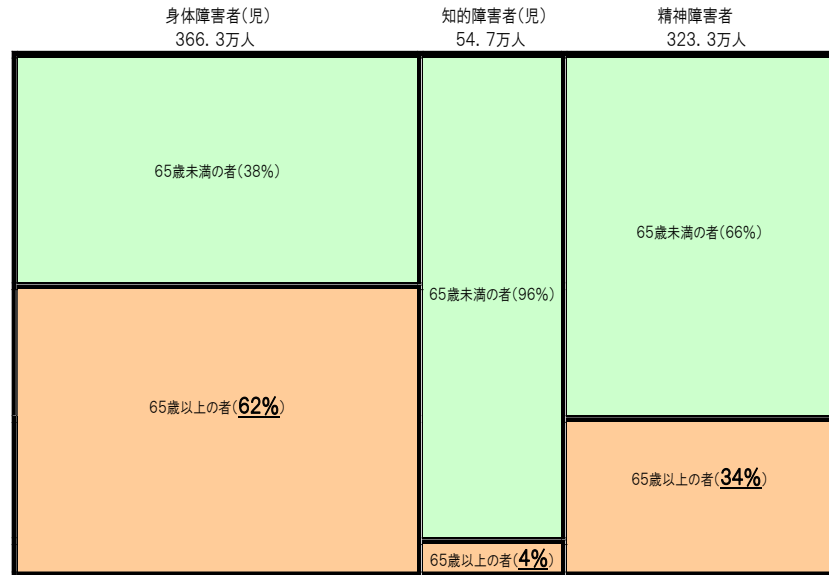 身体障害者(児)
366.3万人
知的障害者(児)
54.7万人
精神障害者
323.3万人
65歳未満の者(38%)
65歳未満の者(96%)
65歳未満の者(66%)
65歳以上の者(62%)
65歳以上の者(4%)
65歳以上の者(34%)